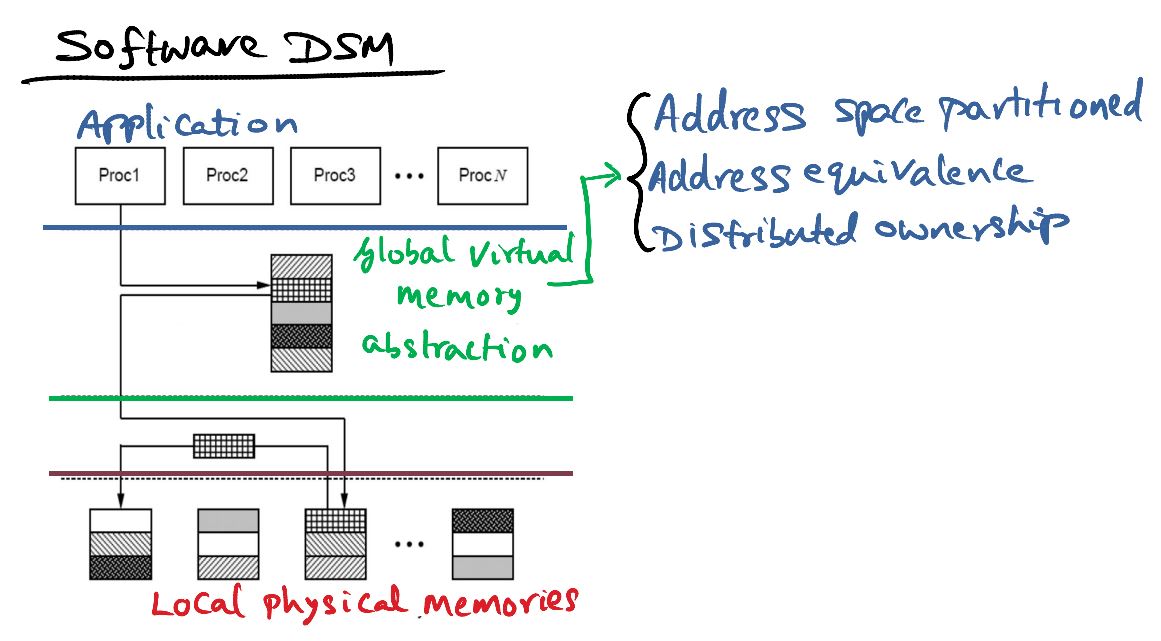 Software DSM
Application
Proc1 Proc2 Proc3 ••• Proc N
Global Virtual
memory
abstraction
Address space partitioned
Address equivalence
Distributed ownership
•••
Local physical memories